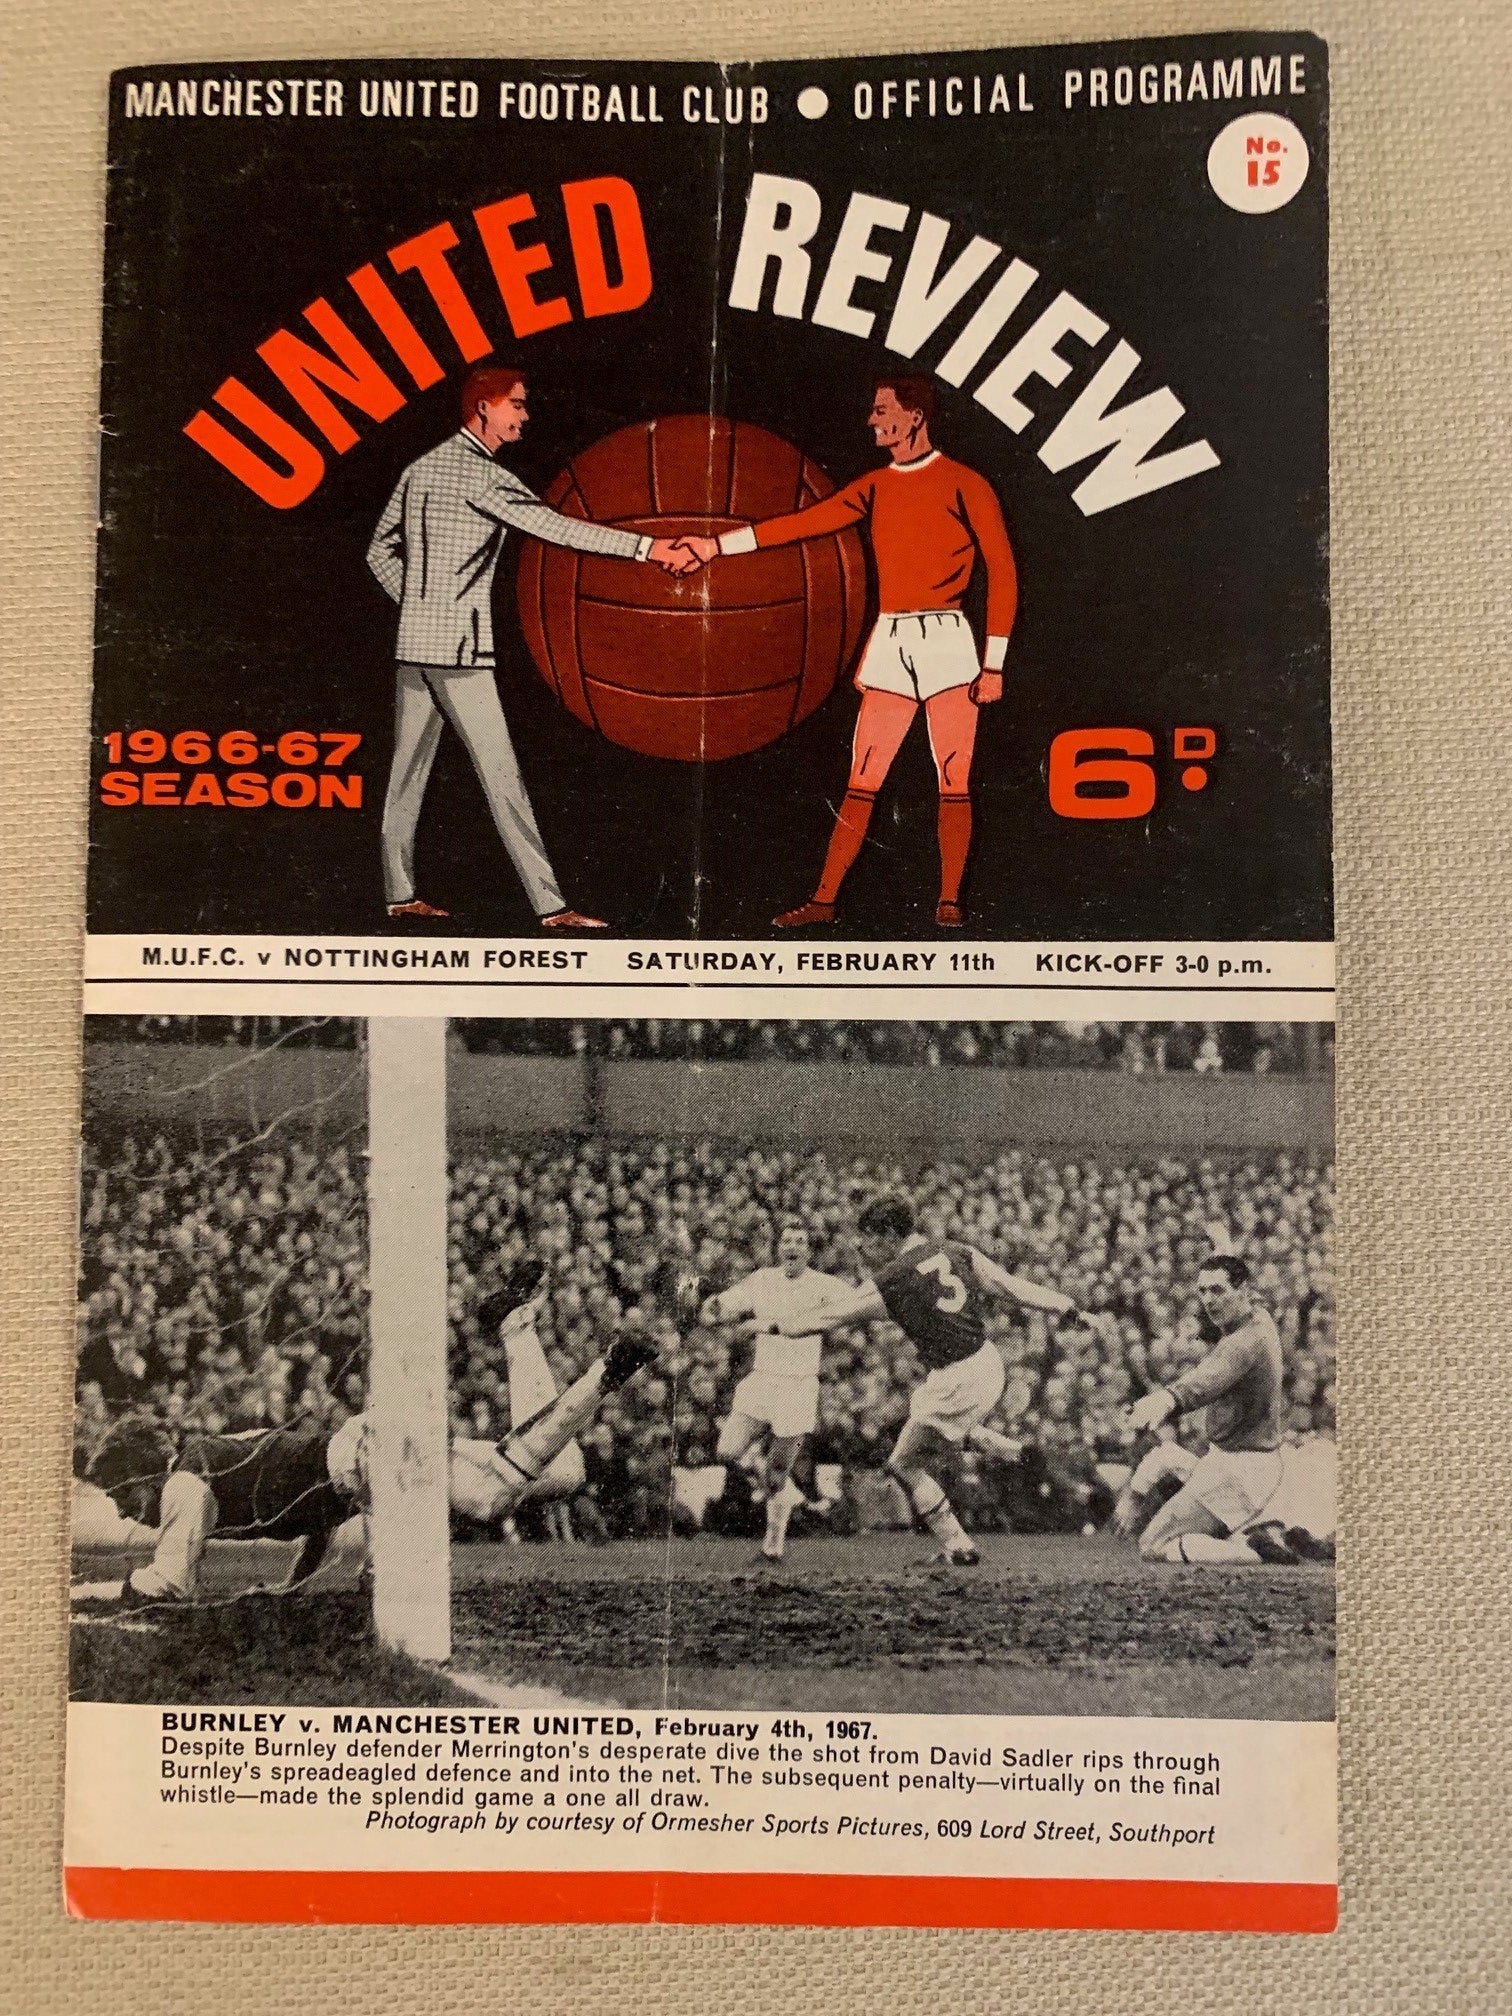 MANCHESTER UNITED FOOTBALL CLUB ● OFFICIAL PROGRAMME
No.
15
UNITED REVIEW
1966-67
SEASON
6D.
M.U.F.C. v NOTTINGHAM FOREST SATURDAY, FEBRUARY 11th KICK-OFF 3-0 p.m.
3
BURNLEY v. MANCHESTER UNITED, February 4th, 1967.
Despite Burnley defender Merrington's desperate dive the shot from David Sadler rips through
Burnley's spreadeagled defence and into the net. The subsequent penalty—virtually on the final
whistle—made the splendid game a one all draw.
Photograph by courtesy of Ormesher Sports Pictures, 609 Lord Street, Southport